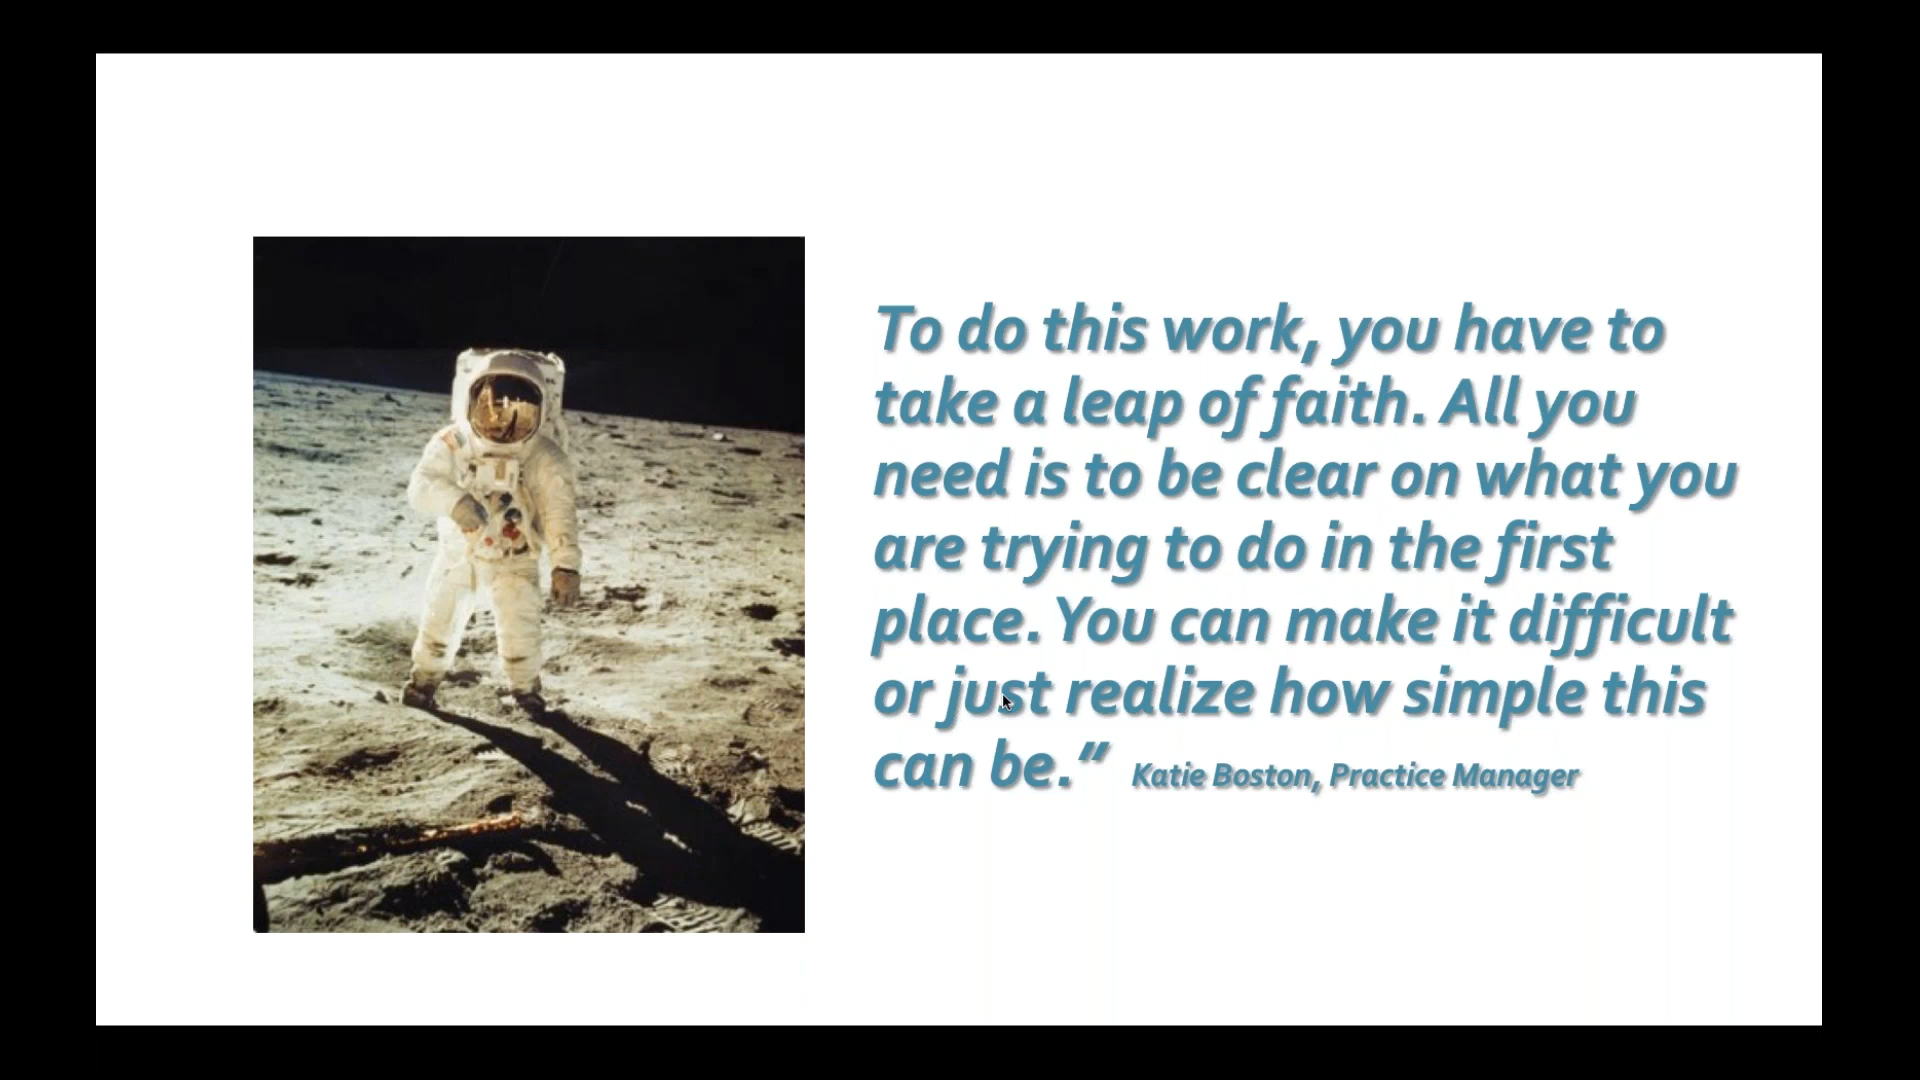 To do this work, you have to
take a leap of faith. All you
need is to be clear on what you
are trying to do in the first
place. You can make it difficult
or just realize how simple this
can be.” Katie Boston, Practice Manager